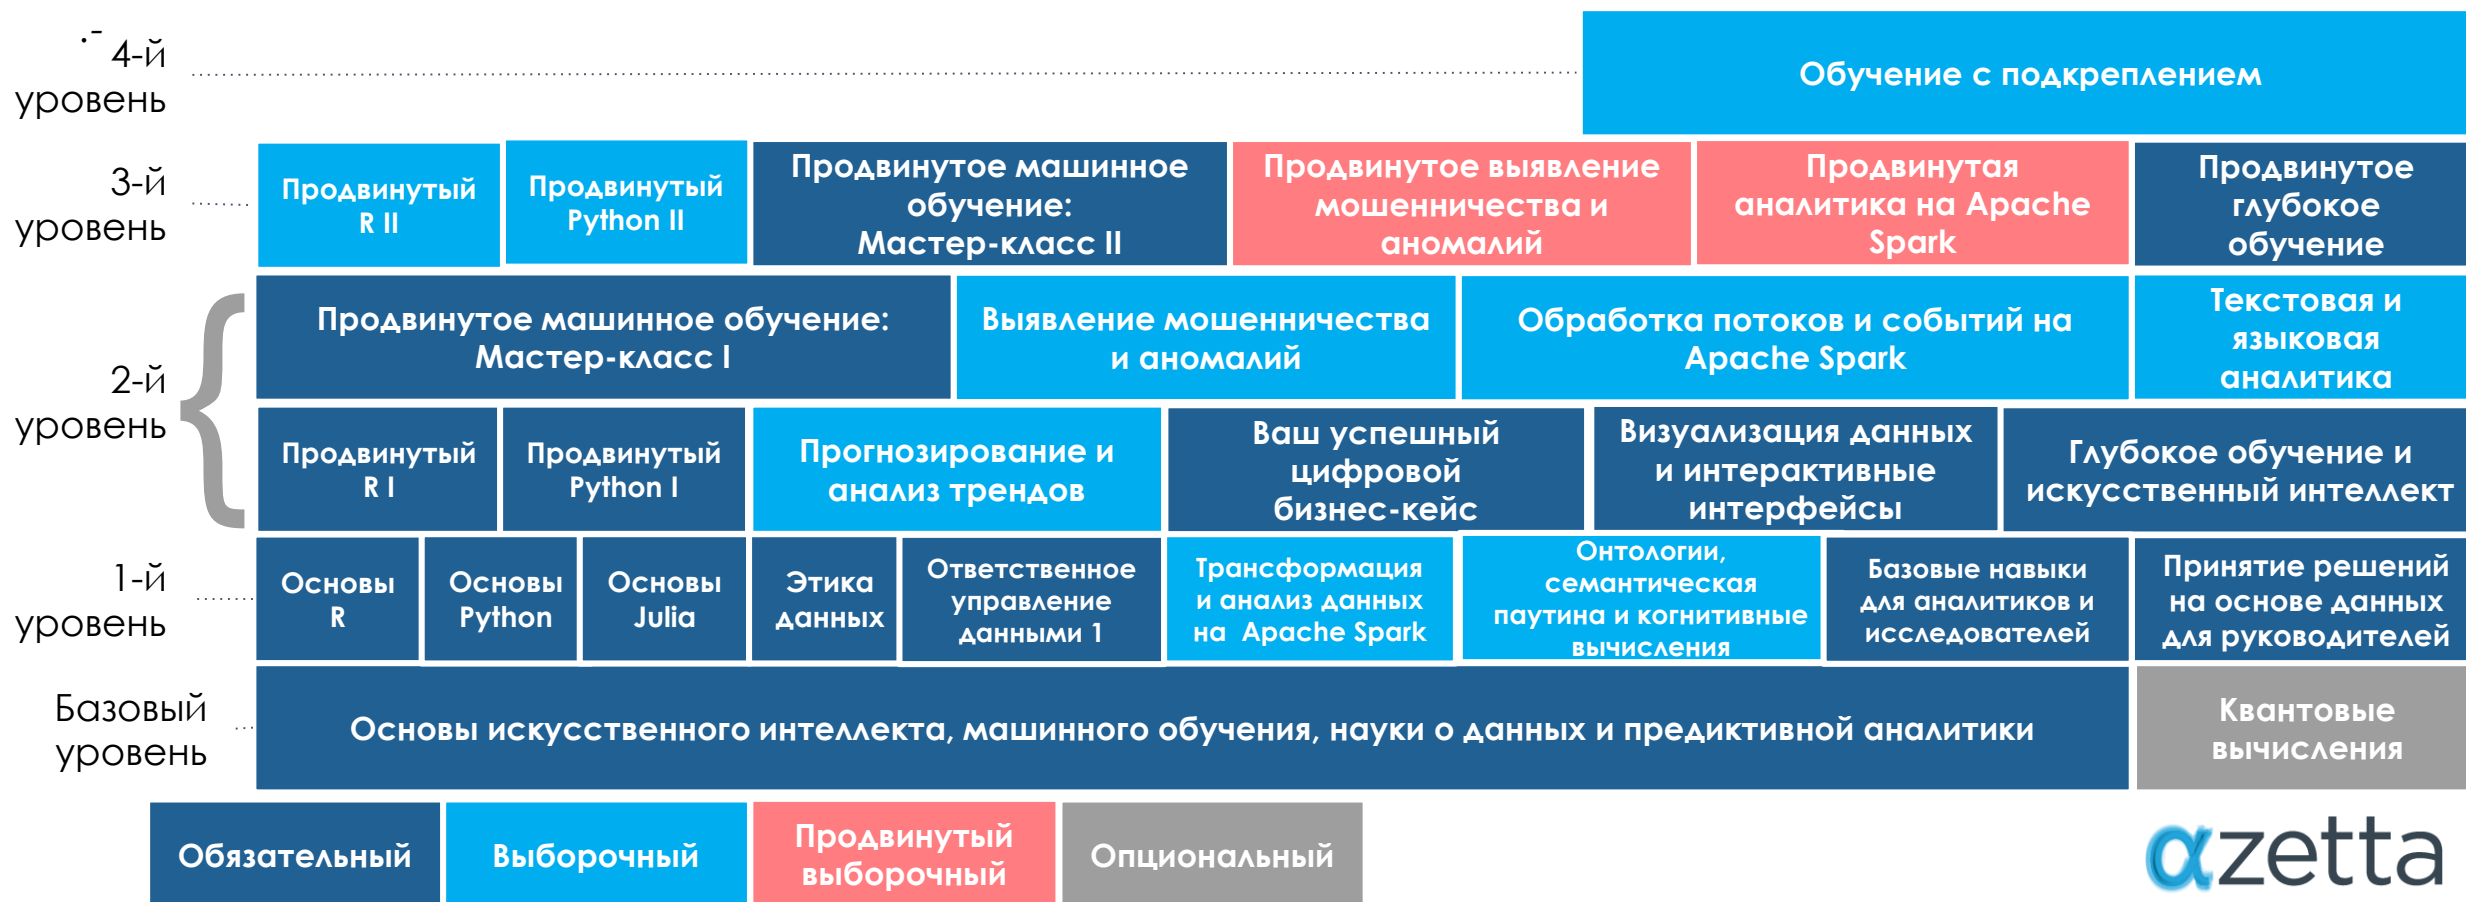 4-й
уровень
Обучение с подкреплением
3-й
уровень
Продвинутый
R II
Продвинутый
Python II
Продвинутое машинное
обучение:
Мастер-класс II
Продвинутое выявление
мошенничества и
аномалий
Продвинутая
аналитика на Apache
Spark
Продвинутое
глубокое
обучение
2-й
уровень
Продвинутое машинное обучение:
Мастер-класс I
Выявление мошенничества
и аномалий
Обработка потоков и событий на
Apache Spark
Текстовая и
языковая
аналитика
Продвинутый
R I
Продвинутый
Python I
Прогнозирование и
анализ трендов
Ваш успешный
цифровой
бизнес-кейс
Визуализация данных
и интерактивные
интерфейсы
Глубокое обучение и
искусственный интеллект
1-й
уровень
Основы
R
Основы
Python
Основы
Julia
Этика
данных
Ответственное
управление
данными 1
Трансформация
и анализ данных
на Apache Spark
Онтологии,
семантическая
паутина и когнитивные
вычисления
Базовые навыки
для аналитиков и
исследователей
Принятие решений
на основе данных
для руководителей
Базовый
уровень
Основы искусственного интеллекта, машинного обучения, науки о данных и предиктивной аналитики
Квантовые
вычисления
Обязательный
Выборочный
Продвинутый
выборочный
Опциональный
αzetta